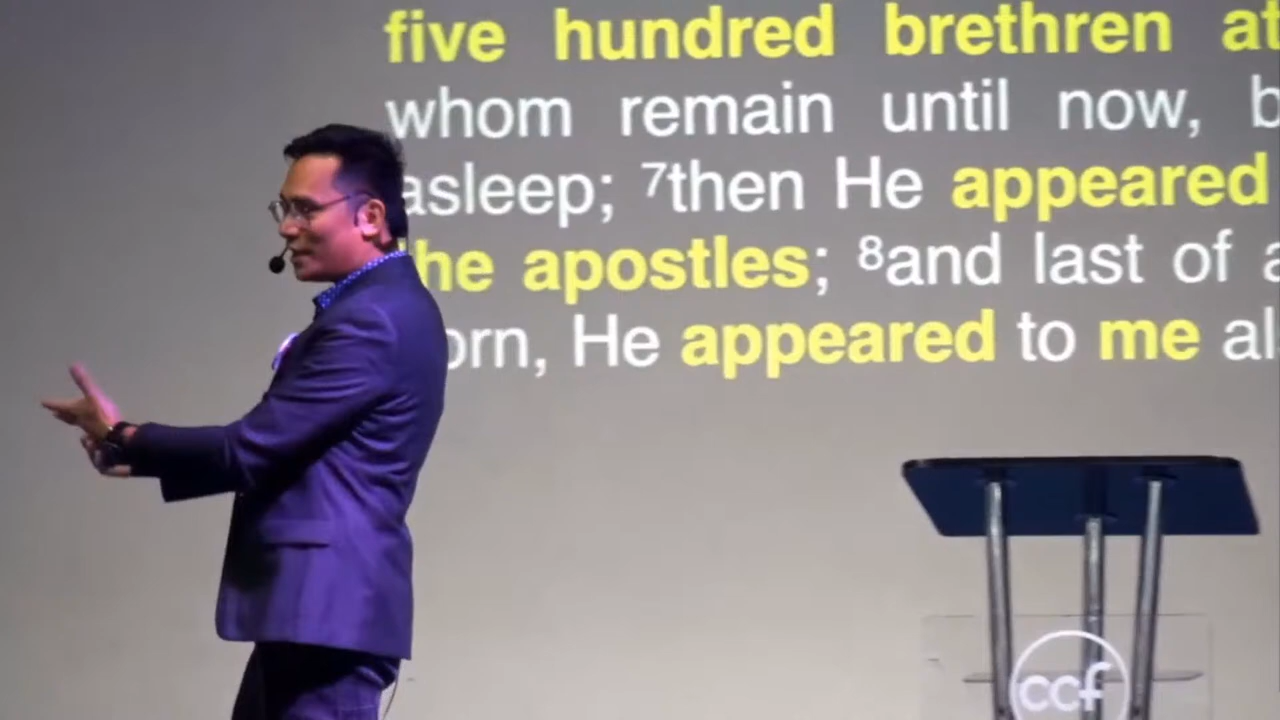 five hundred brethren at
whom remain until now, b
asleep; ⁷then He appeared
the apostles; ⁸and last of a
orn, He appeared to me al
ccf